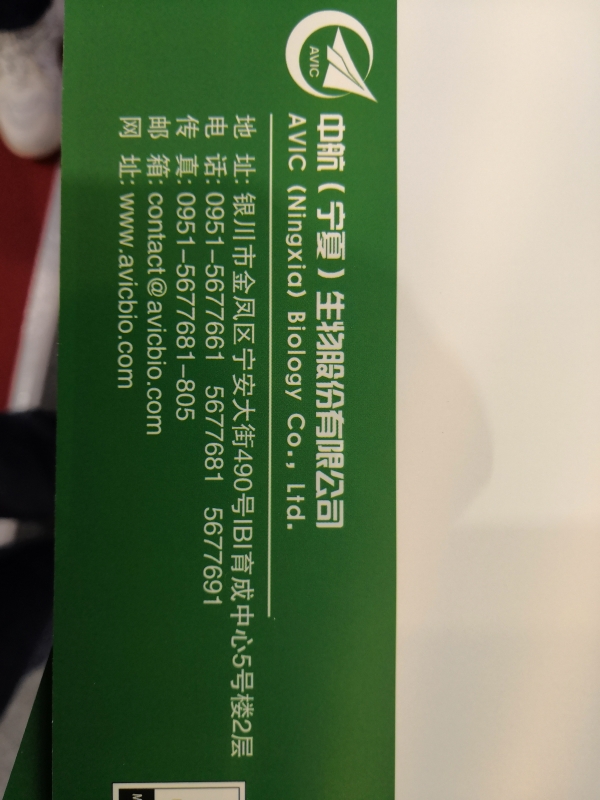 AVIC
中航（宁夏）生物股份有限公司
AVIC (Ningxia) Biology Co., Ltd.
地 址: 银川市金凤区宁安大街490号IBI育成中心5号楼2层
电 话: 0951-5677661 5677681 5677691
传 真: 0951-5677681-805
邮 箱: contact@avicbio.com
网 址: www.avicbio.com